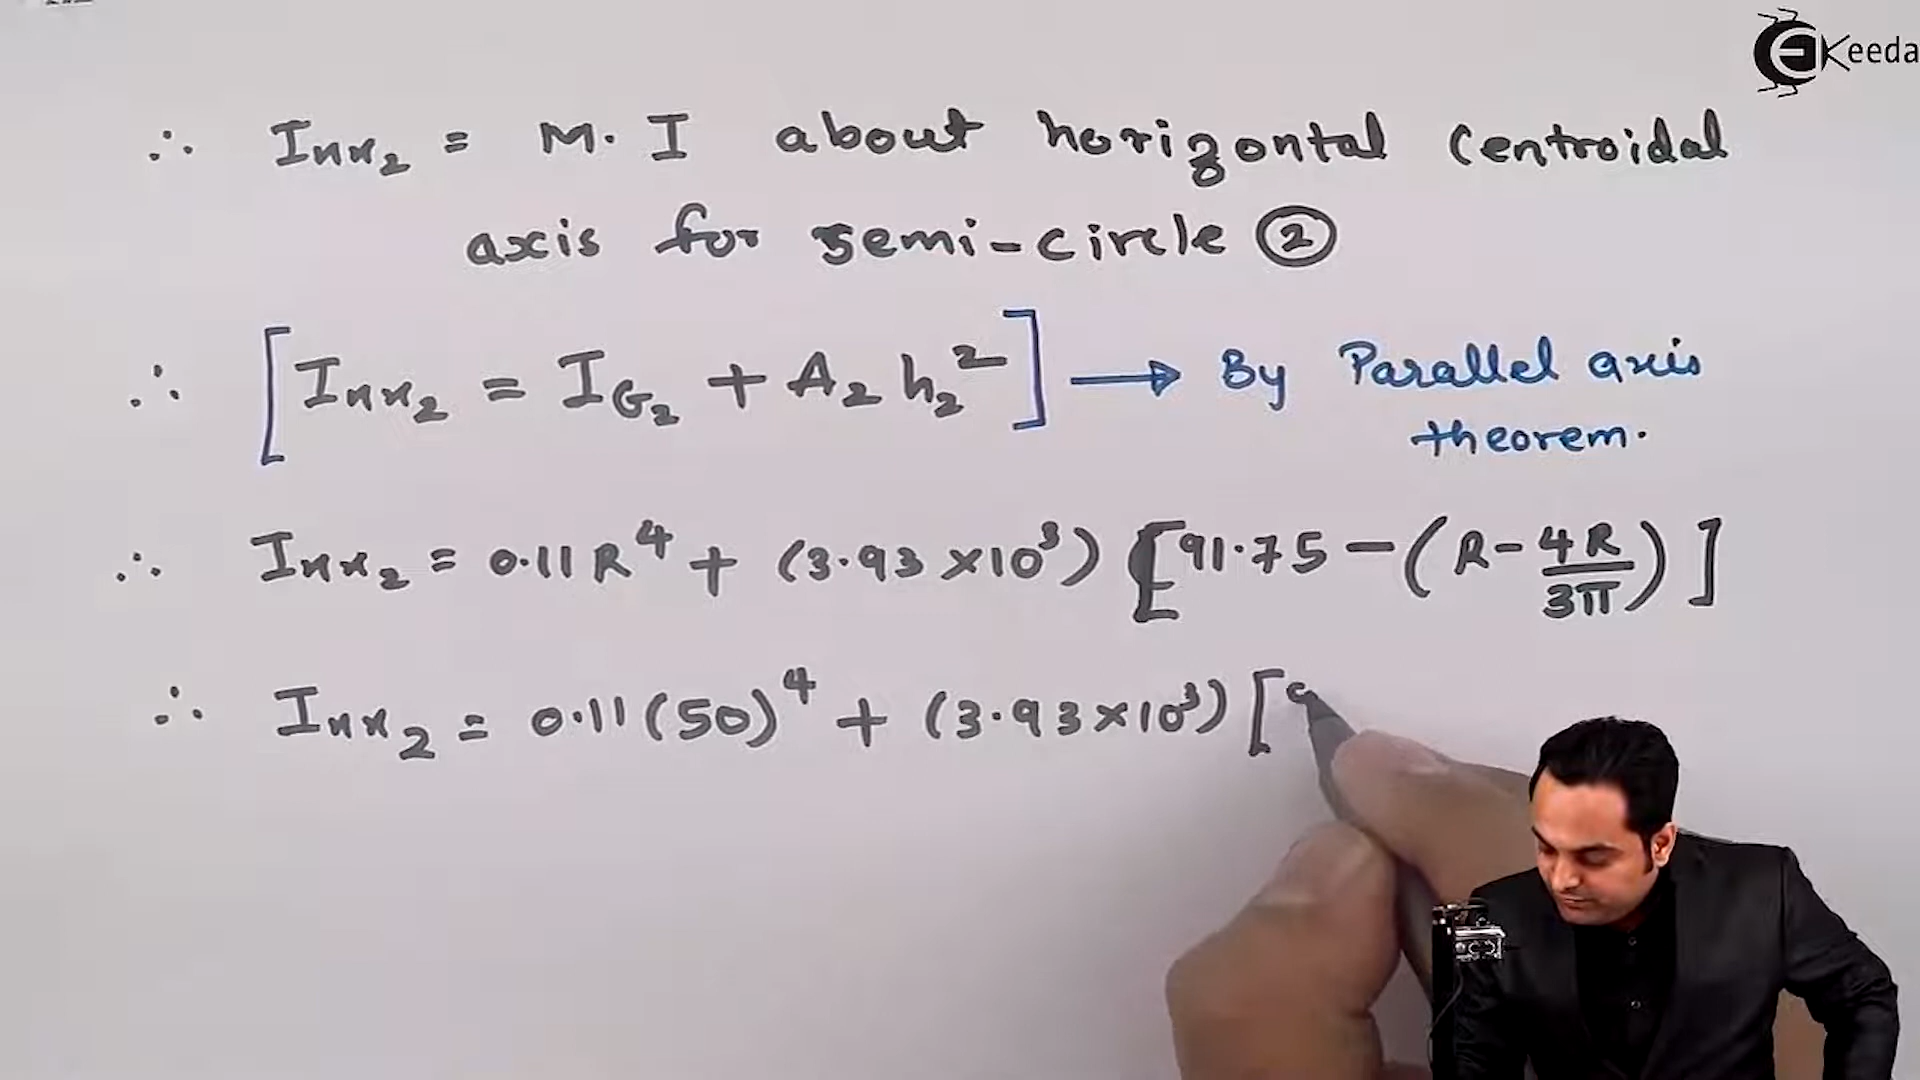 EKeeda
∴ Ixx₂ = M.I about horizontal centroidal
axis for semi-circle ②
∴ [Ixx₂ = IG₂ + A₂ h₂²] → By Parallel axis
theorem.
∴ Ixx₂ = 0.11 R⁴ + (3.93 ×10³) [91.75 - (R - 4R/3π)]
∴ Ixx₂ = 0.11 (50)⁴ + (3.93×10³) [9